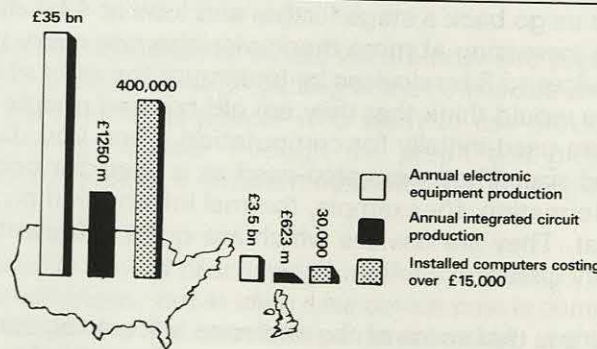 £35 bn
£1250 m
400,000
£3.5 bn
£623 m
30,000
Annual electronic
equipment production
Annual integrated circuit
production
Installed computers costing
over £15,000